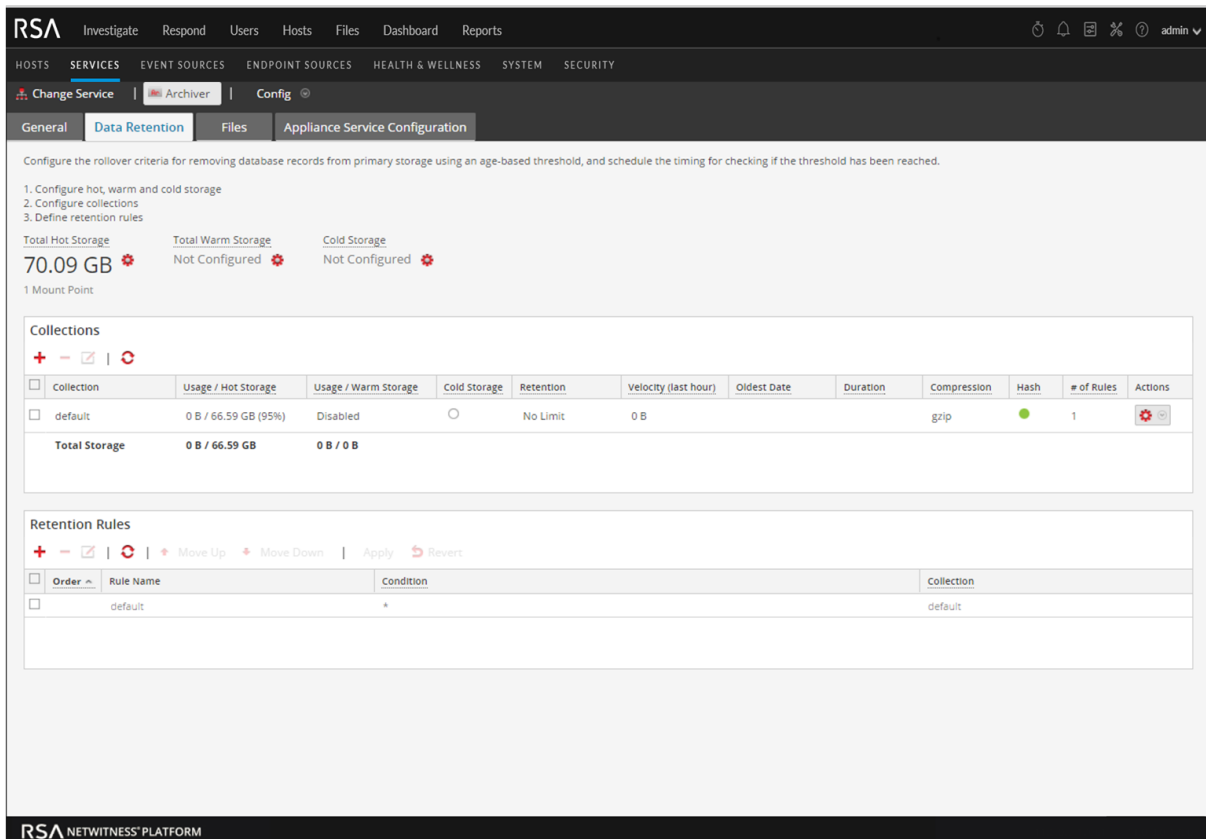 RSA Investigate Respond Users Hosts Files Dashboard Reports admin
HOSTS SERVICES EVENT SOURCES ENDPOINT SOURCES HEALTH & WELLNESS SYSTEM SECURITY
Change Service | Archiver | Config
General Data Retention Files Appliance Service Configuration
Configure the rollover criteria for removing database records from primary storage using an age-based threshold, and schedule the timing for checking if the threshold has been reached.
1. Configure hot, warm and cold storage
2. Configure collections
3. Define retention rules
Total Hot Storage Total Warm Storage Cold Storage
70.09 GB Not Configured Not Configured
1 Mount Point
Collections
Collection Usage / Hot Storage Usage / Warm Storage Cold Storage Retention Velocity (last hour) Oldest Date Duration Compression Hash # of Rules Actions
default 0 B / 66.59 GB (95%) Disabled No Limit 0 B gzip 1
Total Storage 0 B / 66.59 GB 0 B / 0 B
Retention Rules
Move Up Move Down | Apply Revert
Order Rule Name Condition Collection
default * default
RSA NETWITNESS® PLATFORM